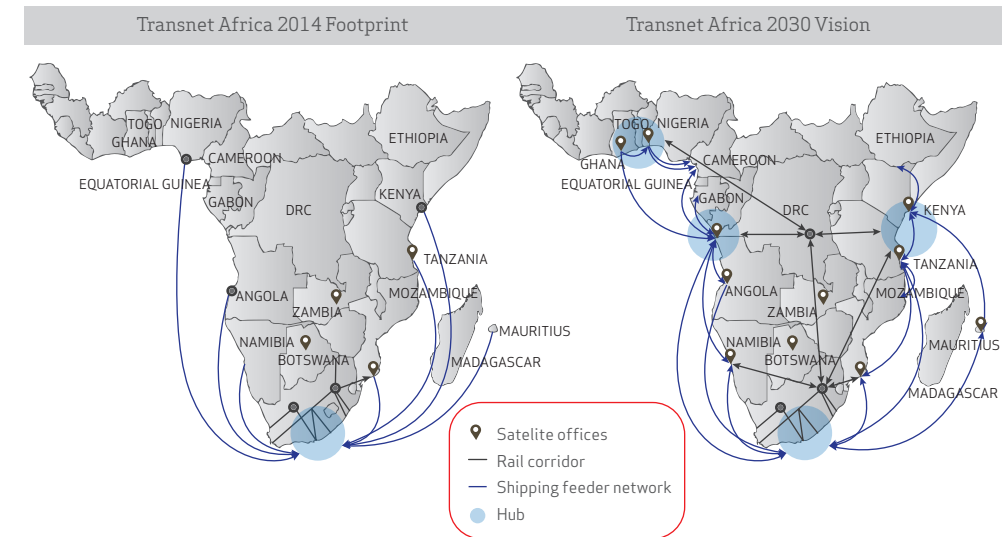 Transnet Africa 2014 Footprint
Transnet Africa 2030 Vision
TOGO
NIGERIA
GHANA
ETHIOPIA
CAMEROON
EQUATORIAL GUINEA
GABON
DRC
KENYA
TANZANIA
ANGOLA
MOZAMBIQUE
ZAMBIA
MAURITIUS
NAMIBIA
BOTSWANA
MADAGASCAR
TOGO
NIGERIA
ETHIOPIA
GHANA
CAMEROON
EQUATORIAL GUINEA
GABON
DRC
KENYA
TANZANIA
ANGOLA
MOZAMBIQUE
ZAMBIA
NAMIBIA
MAURITIUS
BOTSWANA
MADAGASCAR
Satelite offices
Rail corridor
Shipping feeder network
Hub